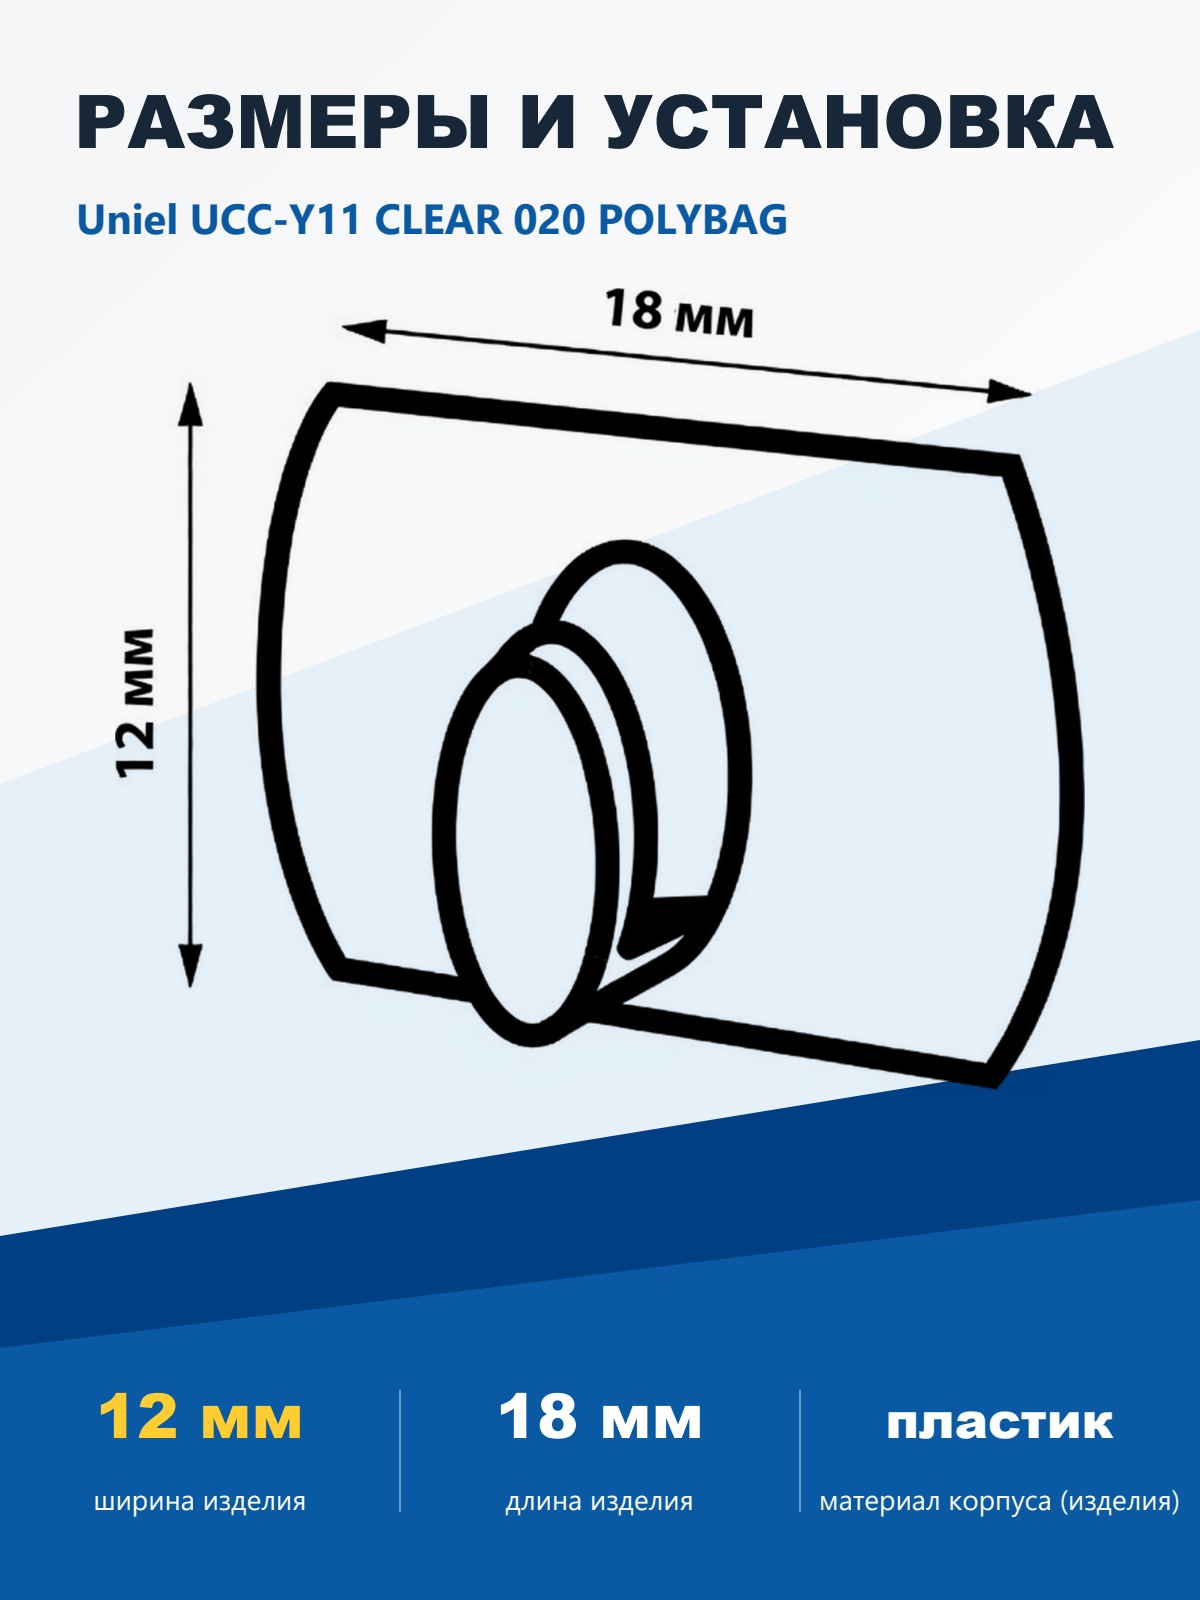 РАЗМЕРЫ И УСТАНОВКА
Uniel UCC-Y11 CLEAR 020 POLYBAG
18 мм
12 мм
12 мм
ширина изделия
18 мм
длина изделия
пластик
материал корпуса (изделия)